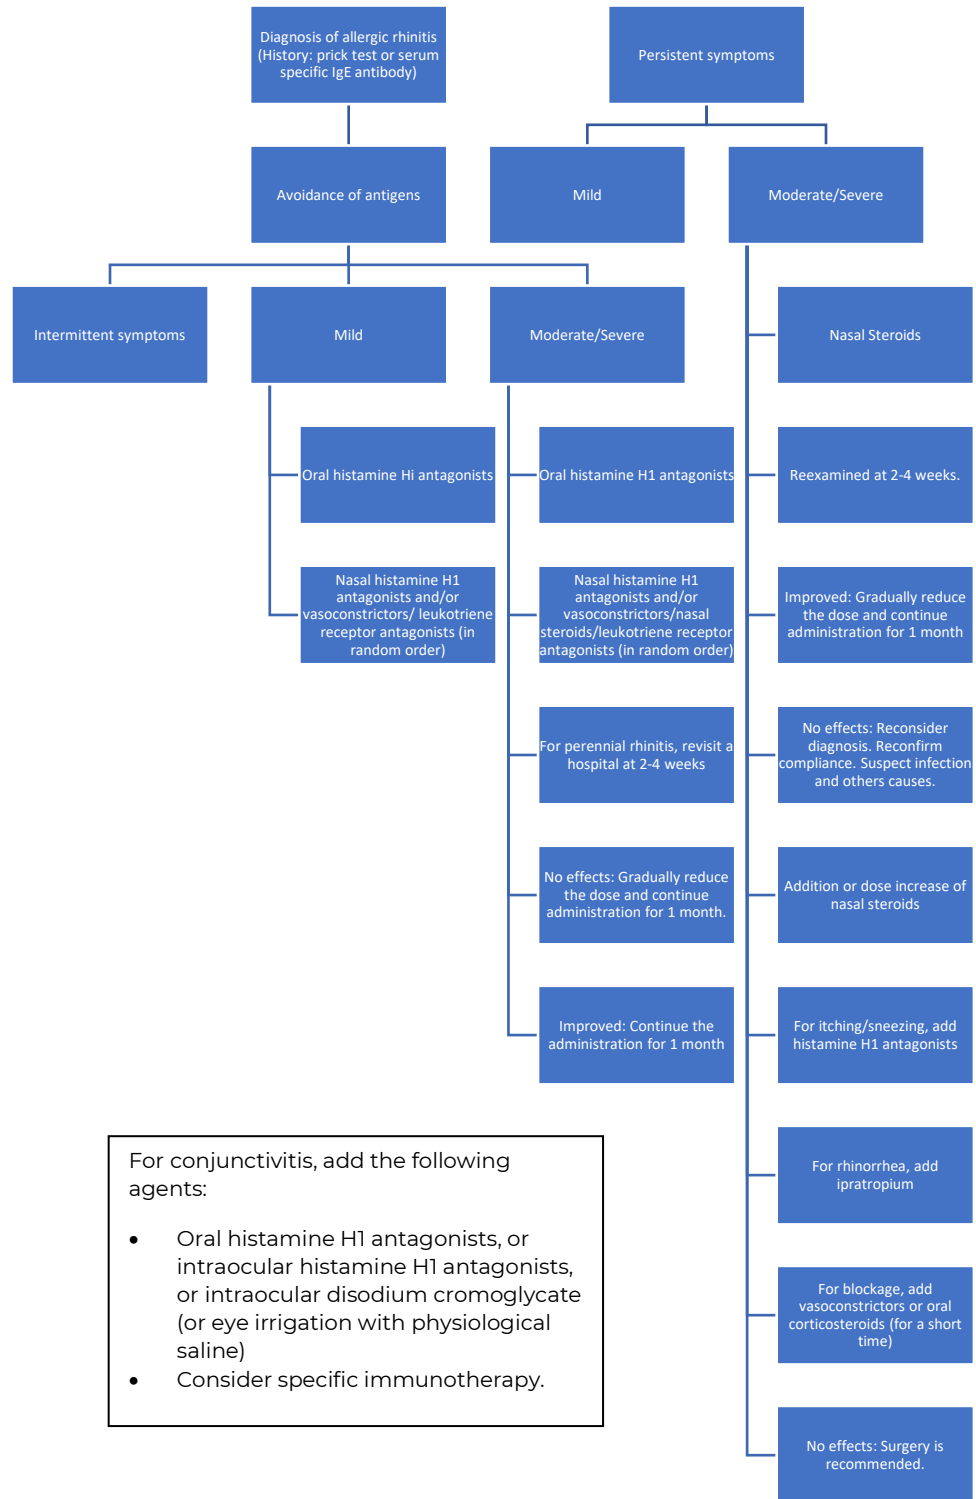 Diagnosis of allergic rhinitis
(History: prick test or serum
specific IgE antibody)
Persistent symptoms
Avoidance of antigens
Mild
Moderate/Severe
Intermittent symptoms
Mild
Moderate/Severe
Nasal Steroids
Oral histamine Hi antagonists
Oral histamine H1 antagonists
Reexamined at 2-4 weeks.
Nasal histamine H1
antagonists and/or
vasoconstrictors/ leukotriene
receptor antagonists (in
random order)
Nasal histamine H1
antagonists and/or
vasoconstrictors/nasal
steroids/leukotriene receptor
antagonists (in random order)
Improved: Gradually reduce
the dose and continue
administration for 1 month
For perennial rhinitis, revisit a
hospital at 2-4 weeks
No effects: Reconsider
diagnosis. Reconfirm
compliance. Suspect infection
and others causes.
No effects: Gradually reduce
the dose and continue
administration for 1 month.
Addition or dose increase of
nasal steroids
Improved: Continue the
administration for 1 month
For itching/sneezing, add
histamine H1 antagonists
For rhinorrhea, add
ipratropium
For blockage, add
vasoconstrictors or oral
corticosteroids (for a short
time)
No effects: Surgery is
recommended.
For conjunctivitis, add the following
agents:
• Oral histamine H1 antagonists, or
intraocular histamine H1 antagonists,
or intraocular disodium cromoglycate
(or eye irrigation with physiological
saline)
• Consider specific immunotherapy.